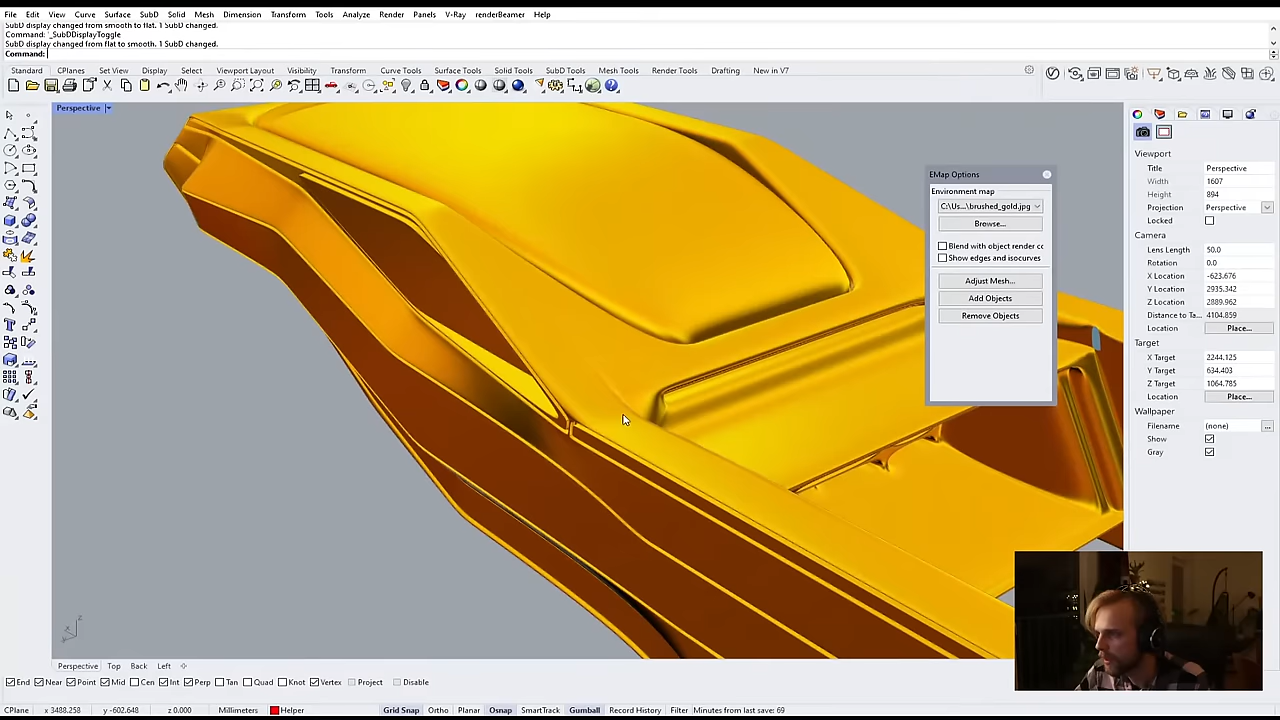 File Edit View Curve Surface SubD Solid Mesh Dimension Transform Tools Analyze Render Panels V-Ray renderBeamer Help
SubD display changed from smooth to flat. 1 SubD changed.
Command: '_SubDDisplayToggle
SubD display changed from flat to smooth. 1 SubD changed.
Command:
Standard CPlanes Set View Display Select Viewport Layout Visibility Transform Curve Tools Surface Tools Solid Tools SubD Tools Mesh Tools Render Tools Drafting New in V7
Perspective
EMap Options
Environment map
C:\Us...\brushed_gold.jpg
Browse...
Blend with object render cc
Show edges and isocurves
Adjust Mesh...
Add Objects
Remove Objects
Viewport
Title Perspective
Width 1607
Height 894
Projection Perspective
Locked
Camera
Lens Length 50.0
Rotation 0.0
X Location -623.676
Y Location 2935.342
Z Location 2889.962
Distance to Ta... 4104.859
Location Place...
Target
X Target 2244.125
Y Target 634.403
Z Target 1064.785
Location Place...
Wallpaper
Filename (none) ...
Show
Gray
z
Perspective Top Back Left
End Near Point Mid Cen Int Perp Tan Quad Knot Vertex Project Disable
CPlane x 3488.258 y -602.648 z 0.000 Millimeters Helper Grid Snap Ortho Planar Osnap SmartTrack Gumball Record History Filter Minutes from last save: 69